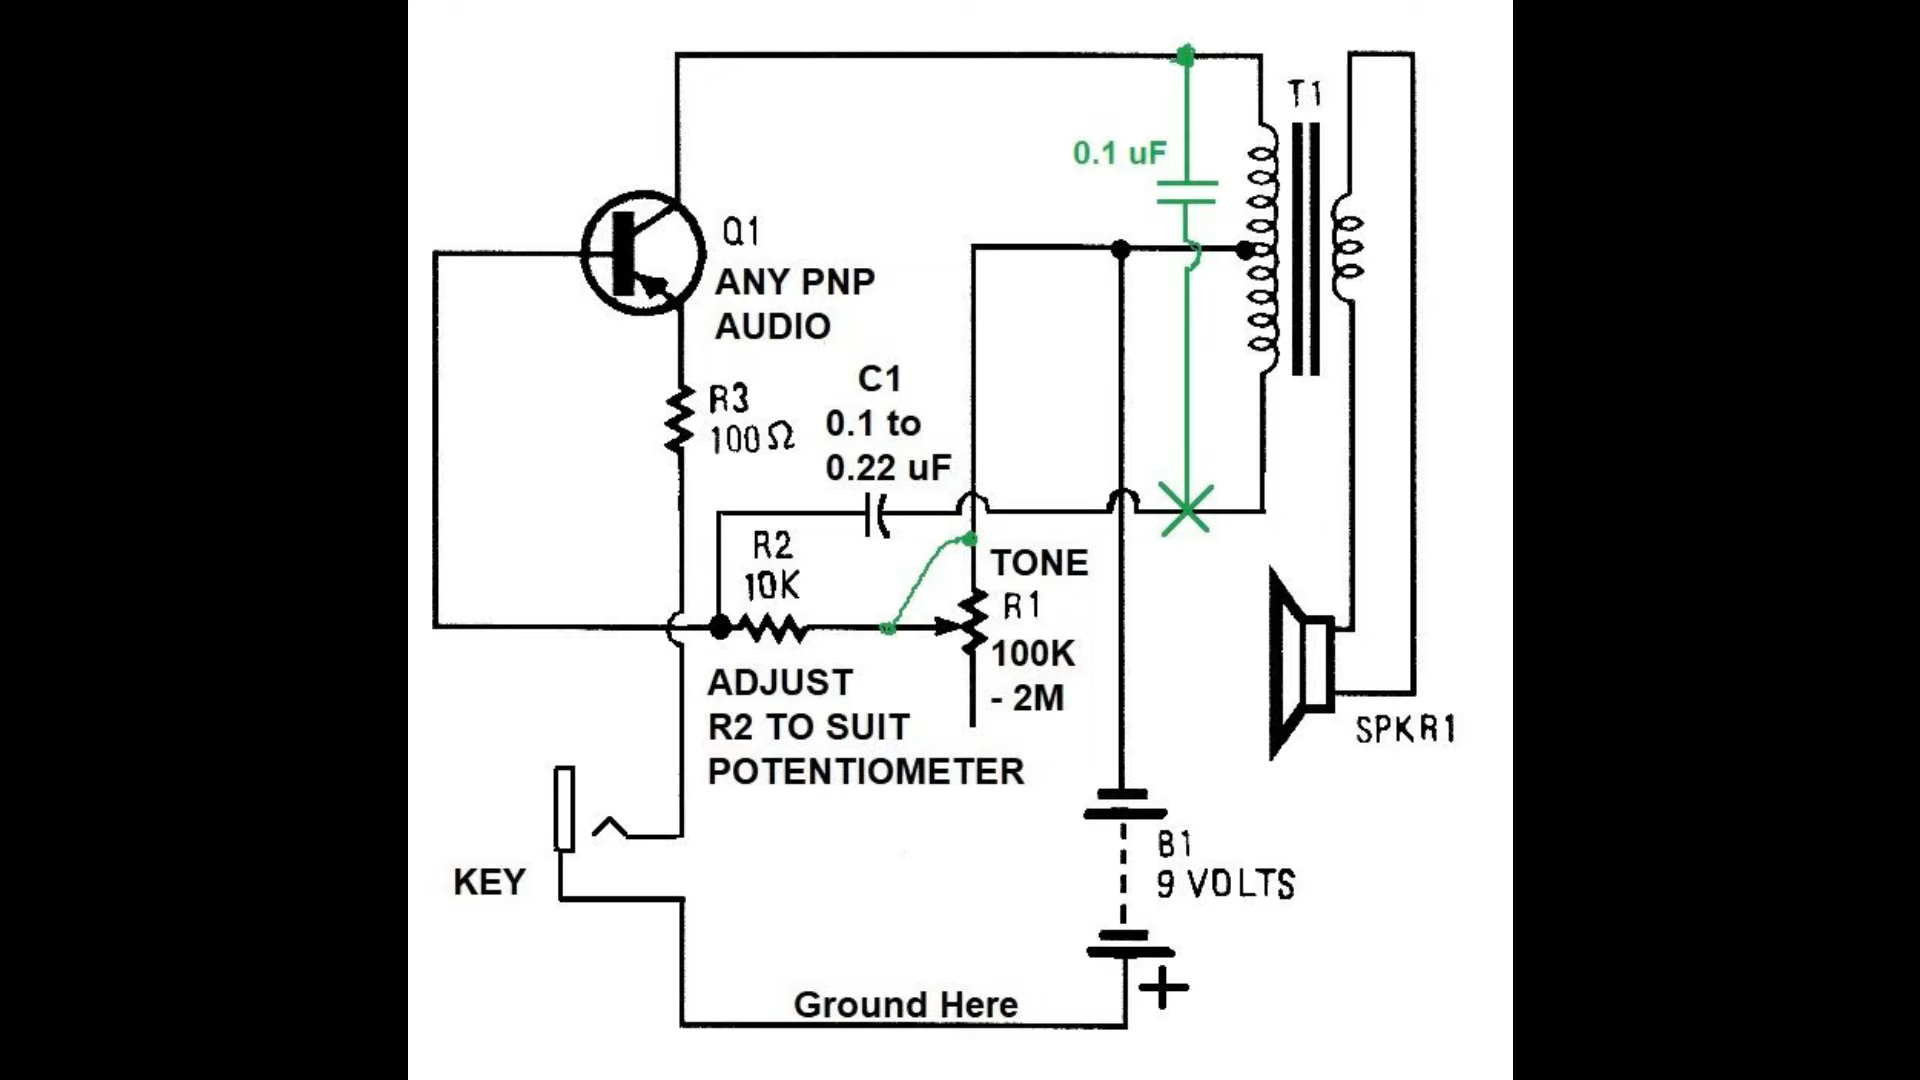 T1
0.1 uF
Q1
ANY PNP
AUDIO
C1
0.1 to
0.22 uF
R3
100Ω
R2
10K
TONE
R1
100K
- 2M
ADJUST
R2 TO SUIT
POTENTIOMETER
SPKR1
KEY
B1
9 VOLTS
+
Ground Here